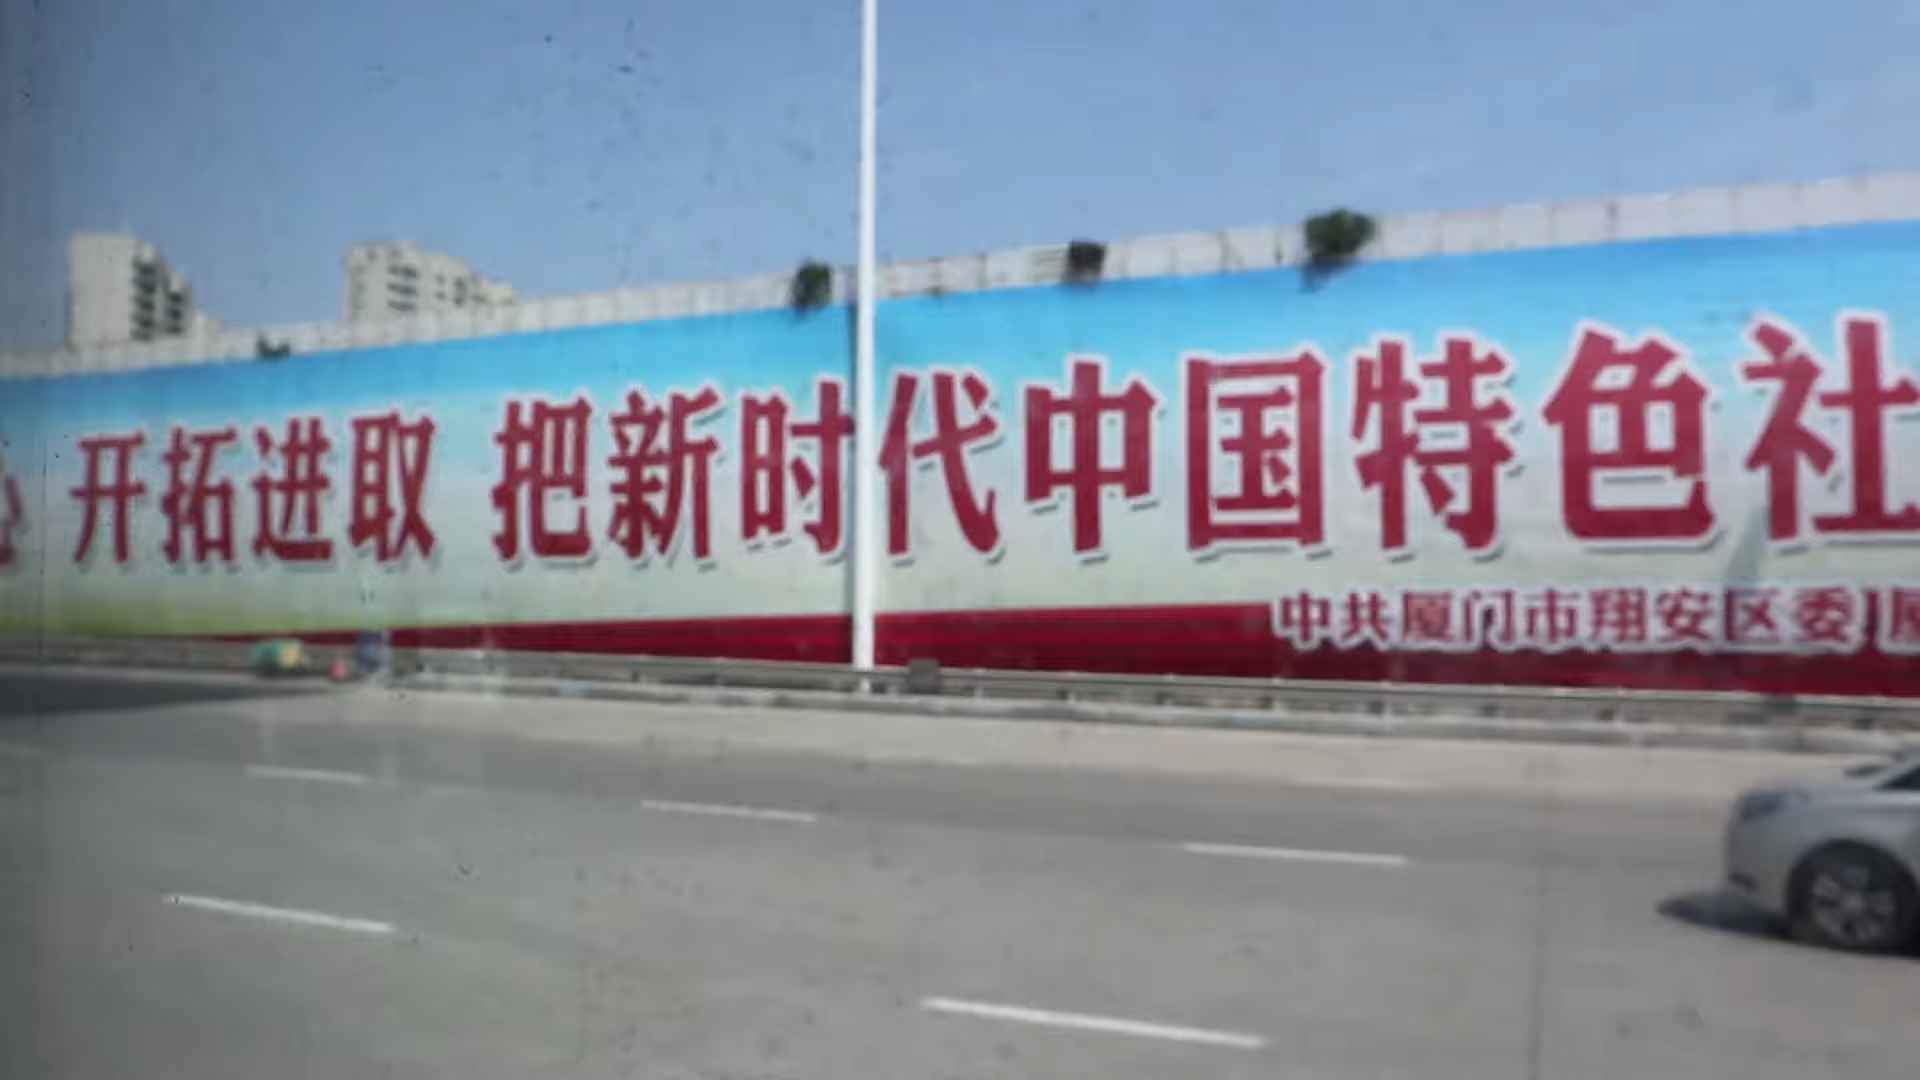 开拓进取 把新时代中国特色社
中共厦门市翔安区委